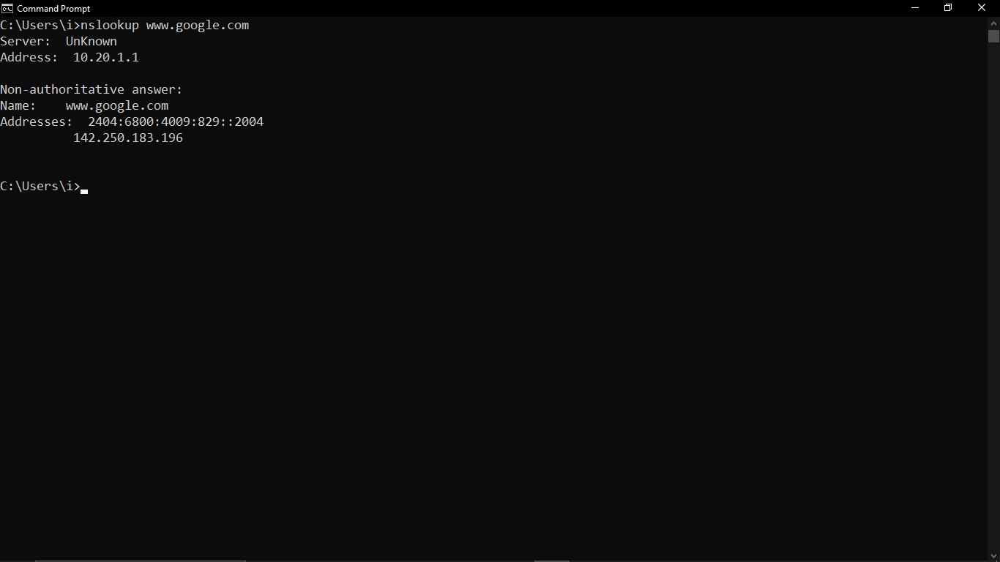 Command Prompt
C:\Users\i>nslookup www.google.com
Server:  UnKnown
Address:  10.20.1.1

Non-authoritative answer:
Name:    www.google.com
Addresses:  2404:6800:4009:829::2004
          142.250.183.196

C:\Users\i>